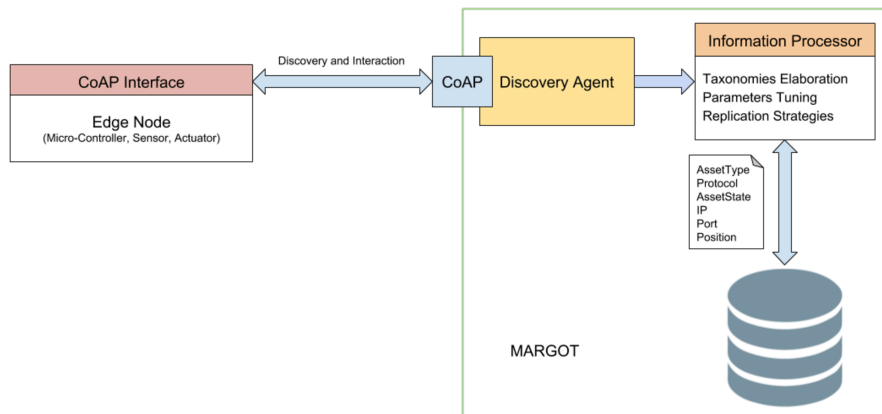 Discovery and Interaction
CoAP Interface
Edge Node
(Micro-Controller, Sensor, Actuator)
CoAP
Discovery Agent
Information Processor
Taxonomies Elaboration
Parameters Tuning
Replication Strategies
AssetType
Protocol
AssetState
IP
Port
Position
MARGOT